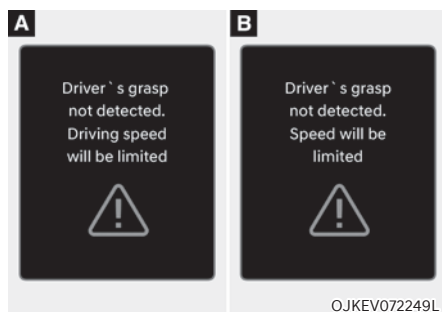 A
Driver`s grasp
not detected.
Driving speed
will be limited
B
Driver`s grasp
not detected.
Speed will be
limited
OJKEV072249L